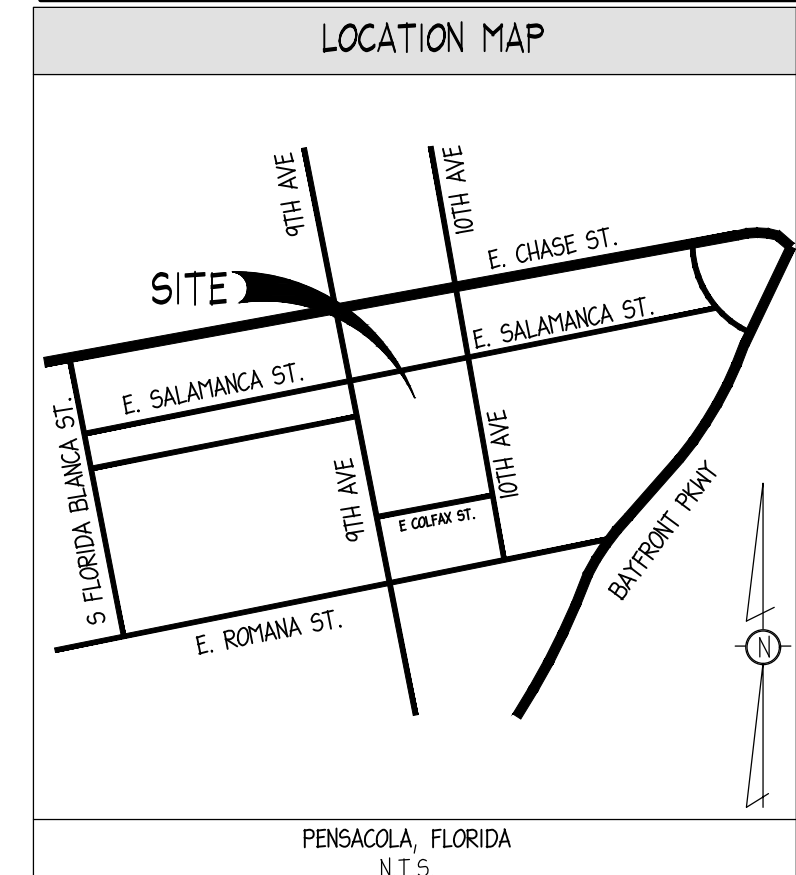 LOCATION MAP
9TH AVE
10TH AVE
E. CHASE ST.
SITE
E. SALAMANCA ST.
E. SALAMANCA ST.
S FLORIDA BLANCA ST.
9TH AVE
10TH AVE
E COLFAX ST.
BAYFRONT PKWY
E. ROMANA ST.
N
PENSACOLA, FLORIDA
N T S